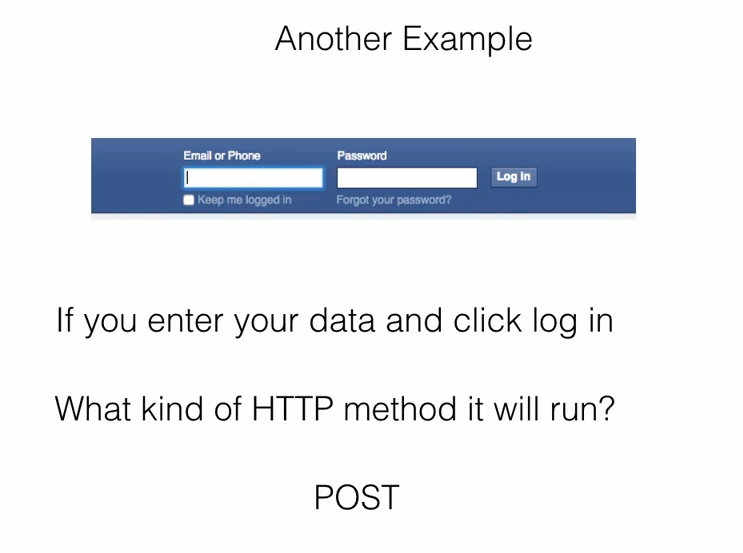 Another Example
Email or Phone
Password
Log In
Keep me logged in
Forgot your password?
If you enter your data and click log in
What kind of HTTP method it will run?
POST